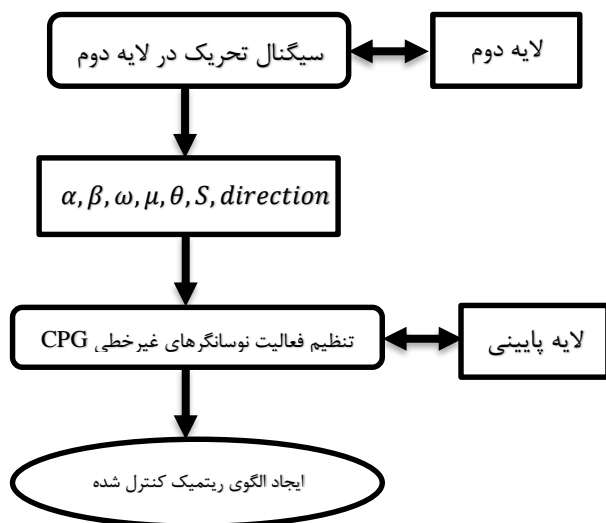 سیگنال تحریک در لایه دوم
لایه دوم
α, β, ω, μ, θ, S, direction
تنظیم فعالیت نوسانگرهای غیرخطی CPG
لایه پایینی
ایجاد الگوی ریتمیک کنترل شده